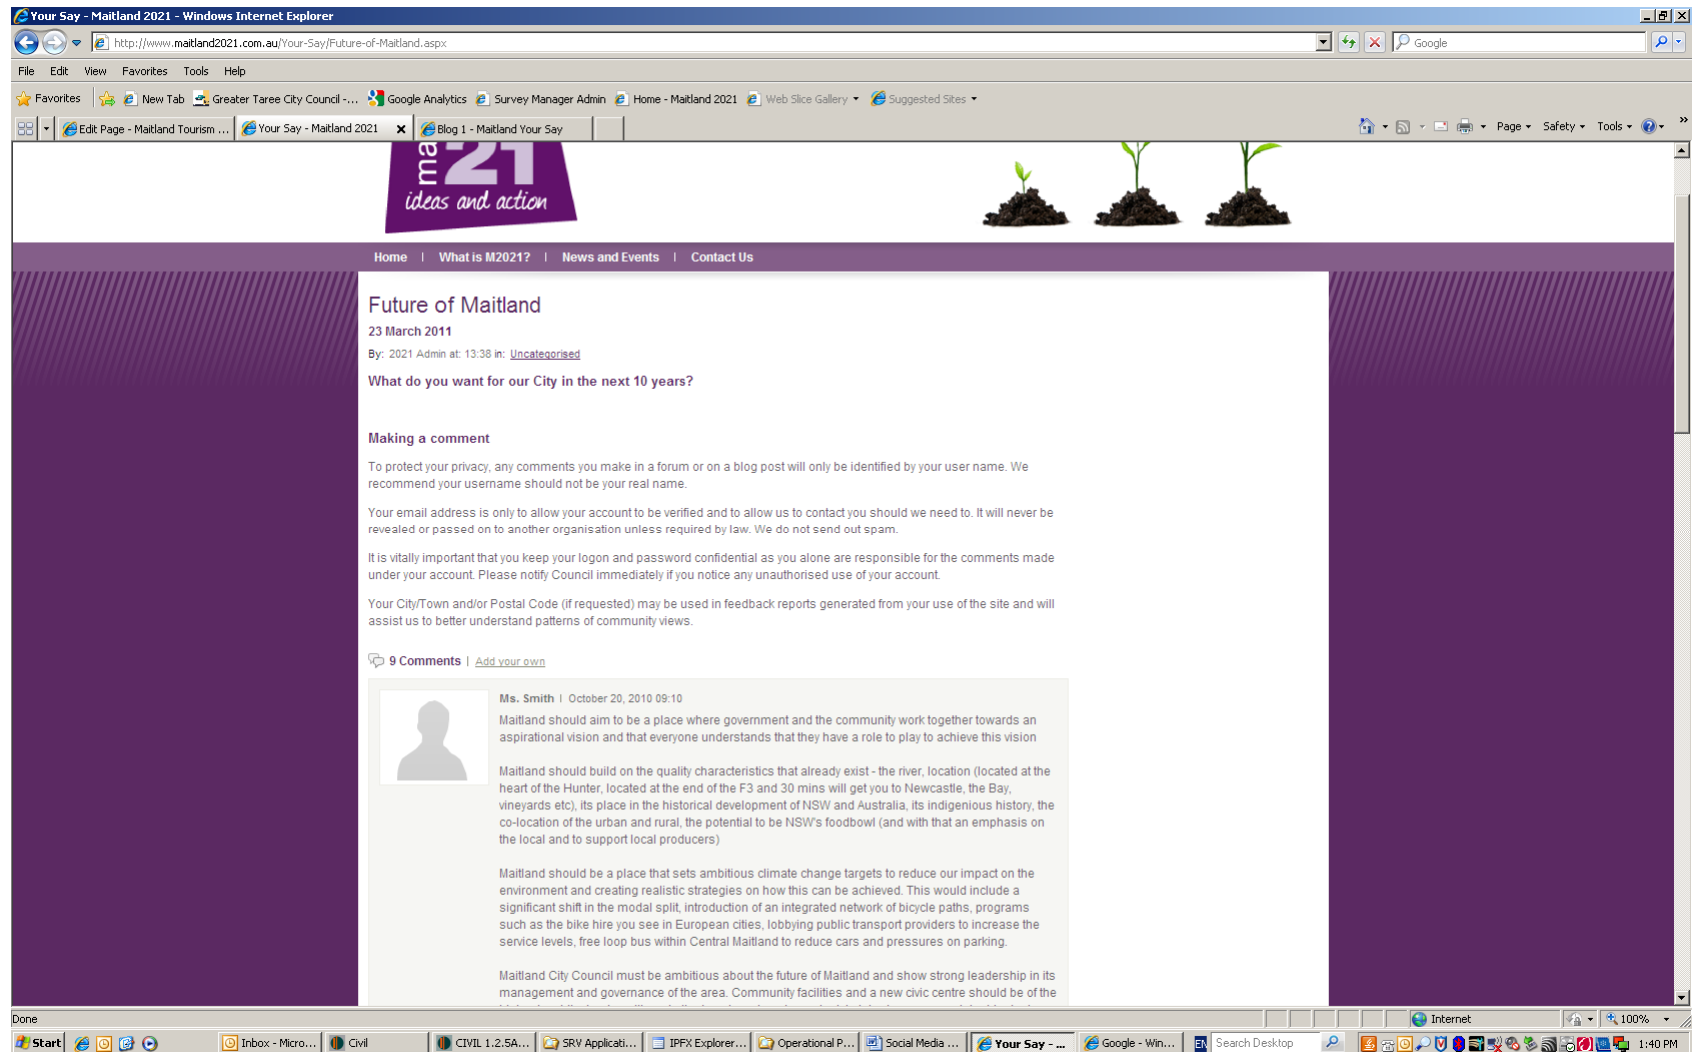 Your Say - Maitland 2021 - Windows Internet Explorer
http://www.maitland2021.com.au/Your-Say/Future-of-Maitland.aspx
Google
File Edit View Favorites Tools Help
Favorites New Tab Greater Taree City Council -... Google Analytics Survey Manager Admin Home - Maitland 2021 Web Slice Gallery Suggested Sites
Edit Page - Maitland Tourism ... Your Say - Maitland 2021 Blog 1 - Maitland Your Say Page Safety Tools
ma
21
ideas and action
Home | What is M2021? | News and Events | Contact Us
Future of Maitland
23 March 2011
By: 2021 Admin at: 13:38 in: Uncategorised
What do you want for our City in the next 10 years?
Making a comment
To protect your privacy, any comments you make in a forum or on a blog post will only be identified by your user name. We
recommend your username should not be your real name.
Your email address is only to allow your account to be verified and to allow us to contact you should we need to. It will never be
revealed or passed on to another organisation unless required by law. We do not send out spam.
It is vitally important that you keep your logon and password confidential as you alone are responsible for the comments made
under your account. Please notify Council immediately if you notice any unauthorised use of your account.
Your City/Town and/or Postal Code (if requested) may be used in feedback reports generated from your use of the site and will
assist us to better understand patterns of community views.
9 Comments | Add your own
Ms. Smith | October 20, 2010 09:10
Maitland should aim to be a place where government and the community work together towards an
aspirational vision and that everyone understands that they have a role to play to achieve this vision
Maitland should build on the quality characteristics that already exist - the river, location (located at the
heart of the Hunter, located at the end of the F3 and 30 mins will get you to Newcastle, the Bay,
vineyards etc), its place in the historical development of NSW and Australia, its indigenious history, the
co-location of the urban and rural, the potential to be NSW's foodbowl (and with that an emphasis on
the local and to support local producers)
Maitland should be a place that sets ambitious climate change targets to reduce our impact on the
environment and creating realistic strategies on how this can be achieved. This would include a
significant shift in the modal split, introduction of an integrated network of bicycle paths, programs
such as the bike hire you see in European cities, lobbying public transport providers to increase the
service levels, free loop bus within Central Maitland to reduce cars and pressures on parking.
Maitland City Council must be ambitious about the future of Maitland and show strong leadership in its
management and governance of the area. Community facilities and a new civic centre should be of the
Done Internet 100%
Start Inbox - Micro... Civil CIVIL 1.2.5A... SRV Applicati... IPFX Explorer... Operational P... Social Media ... Your Say - ... Google - Win... EN Search Desktop 1:40 PM